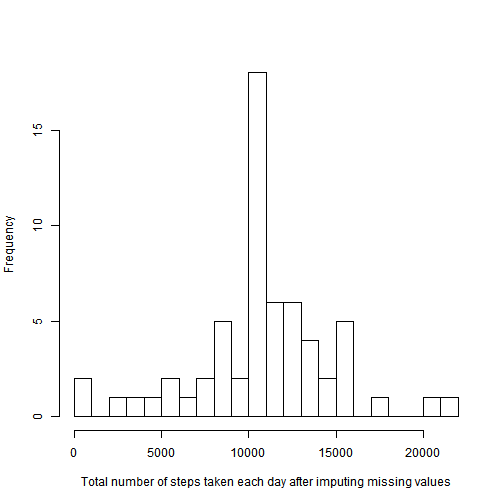 15
10
5
0
Frequency
0 5000 10000 15000 20000
Total number of steps taken each day after imputing missing values